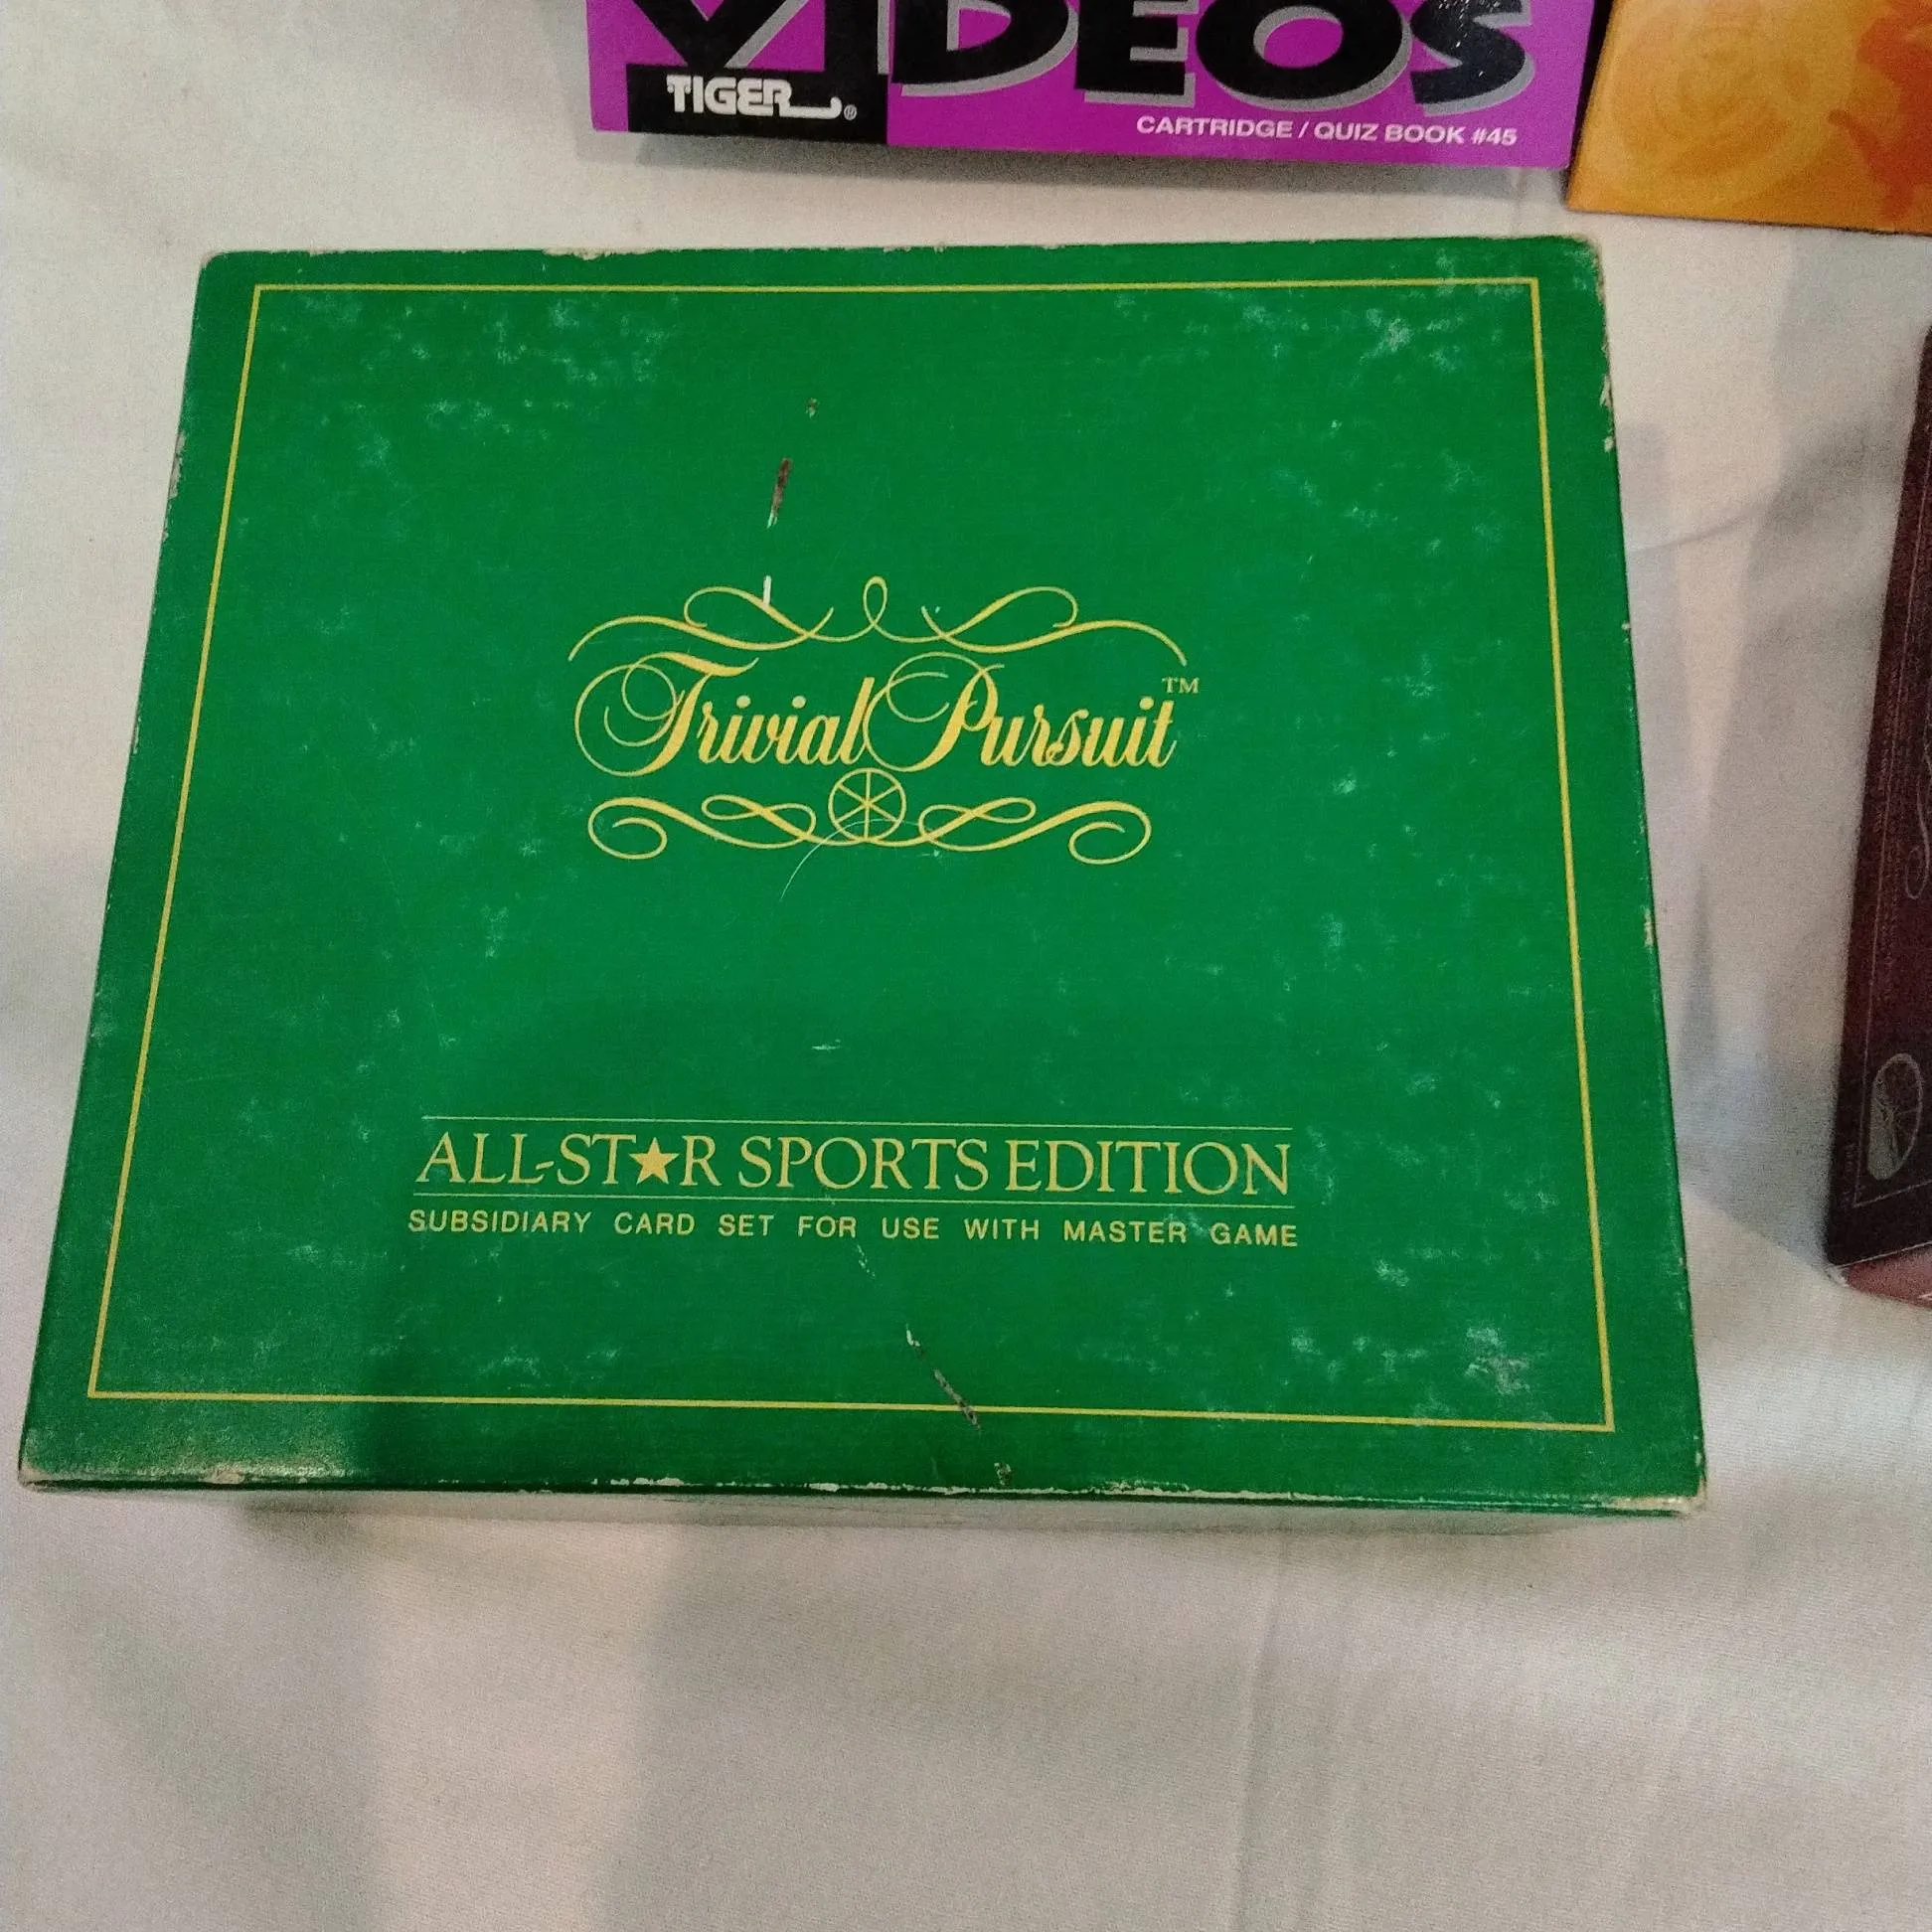 VIDEOS
TIGER®
CARTRIDGE / QUIZ BOOK #45
Trivial Pursuit™
ALL-ST★R SPORTS EDITION
SUBSIDIARY CARD SET FOR USE WITH MASTER GAME